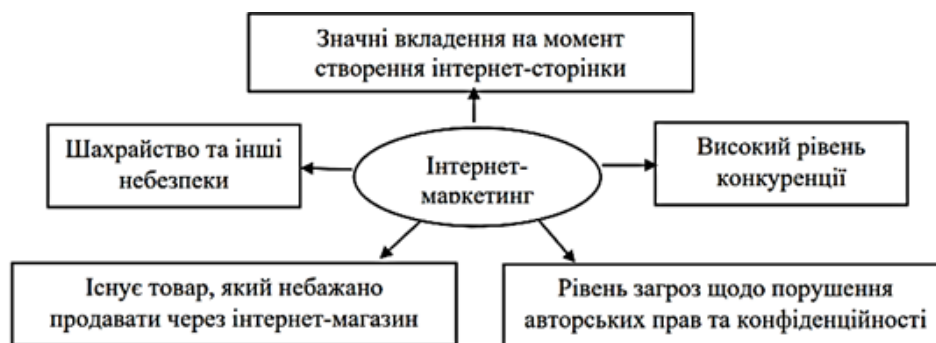 Значні вкладення на момент
створення інтернет-сторінки
Шахрайство та інші
небезпеки
Інтернет-
маркетинг
Високий рівень
конкуренції
Існує товар, який небажано
продавати через інтернет-магазин
Рівень загроз щодо порушення
авторських прав та конфіденційності